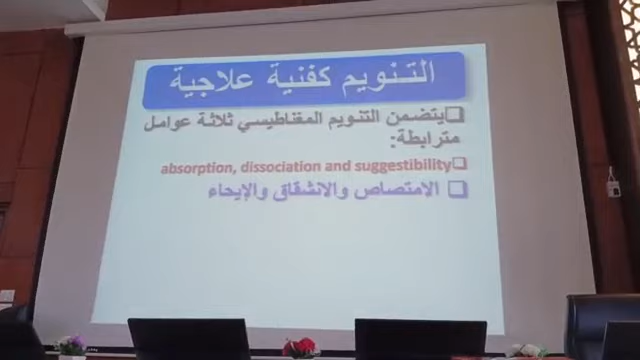 التنويم كفنية علاجية
يتضمن التنويم المغناطيسي ثلاثة عوامل
مترابطة:
absorption, dissociation and suggestibility
الامتصاص والانشقاق والإيحاء